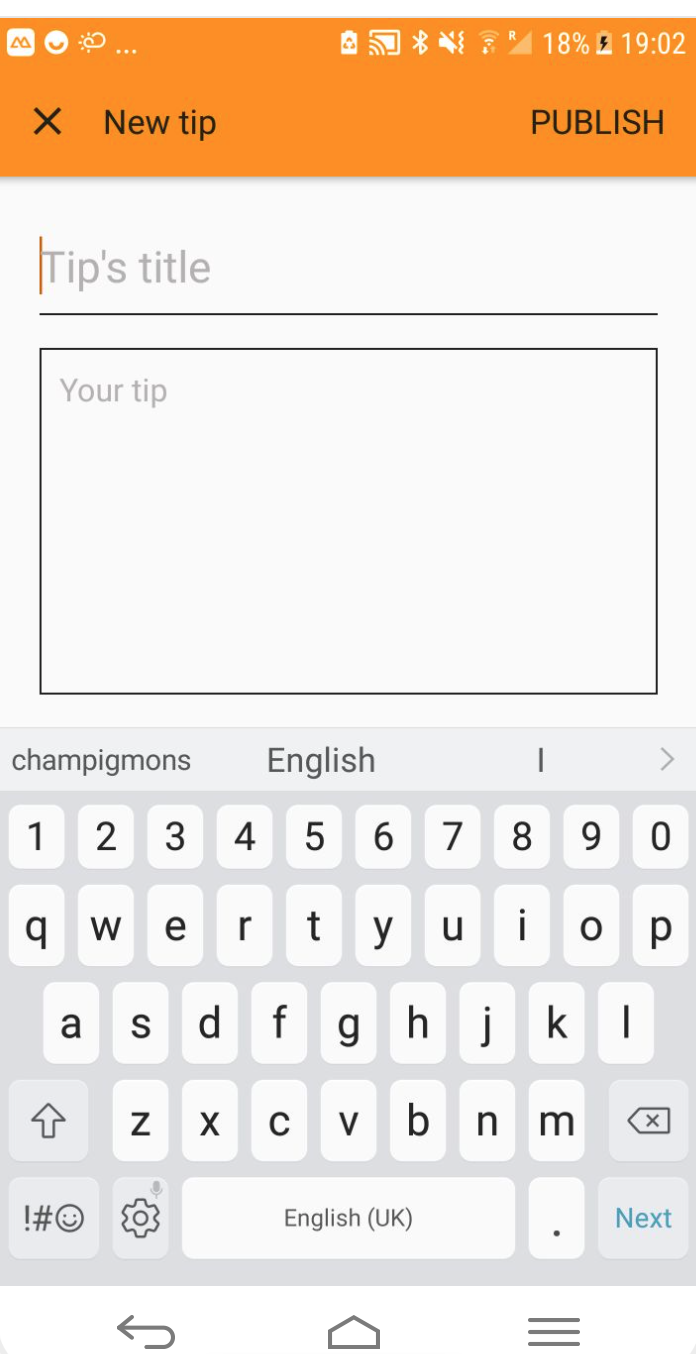 ... R 18% 19:02
New tip PUBLISH
Tip's title
Your tip
champigmons English I
1 2 3 4 5 6 7 8 9 0
q w e r t y u i o p
a s d f g h j k l
z x c v b n m
!#☺ English (UK) . Next